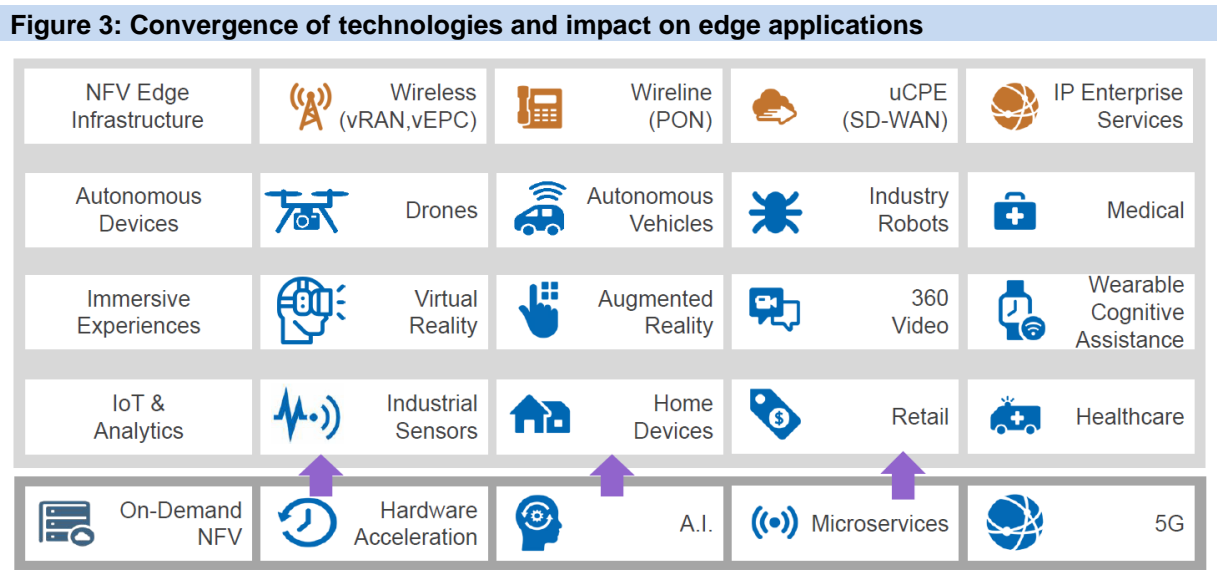 Figure 3: Convergence of technologies and impact on edge applications
NFV Edge
Infrastructure
Wireless
(vRAN,vEPC)
Wireline
(PON)
uCPE
(SD-WAN)
IP Enterprise
Services
Autonomous
Devices
Drones
Autonomous
Vehicles
Industry
Robots
Medical
Immersive
Experiences
Virtual
Reality
Augmented
Reality
360
Video
Wearable
Cognitive
Assistance
IoT &
Analytics
Industrial
Sensors
Home
Devices
$
Retail
Healthcare
On-Demand
NFV
Hardware
Acceleration
A.I.
Microservices
5G